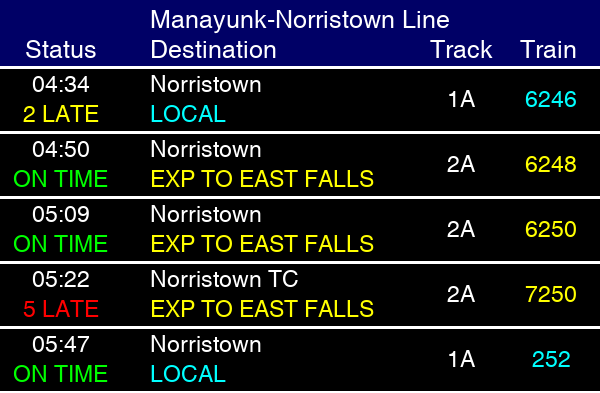 Manayunk-Norristown Line
Status Destination Track Train
04:34 Norristown 1A 6246
2 LATE LOCAL
04:50 Norristown 2A 6248
ON TIME EXP TO EAST FALLS
05:09 Norristown 2A 6250
ON TIME EXP TO EAST FALLS
05:22 Norristown TC 2A 7250
5 LATE EXP TO EAST FALLS
05:47 Norristown 1A 252
ON TIME LOCAL